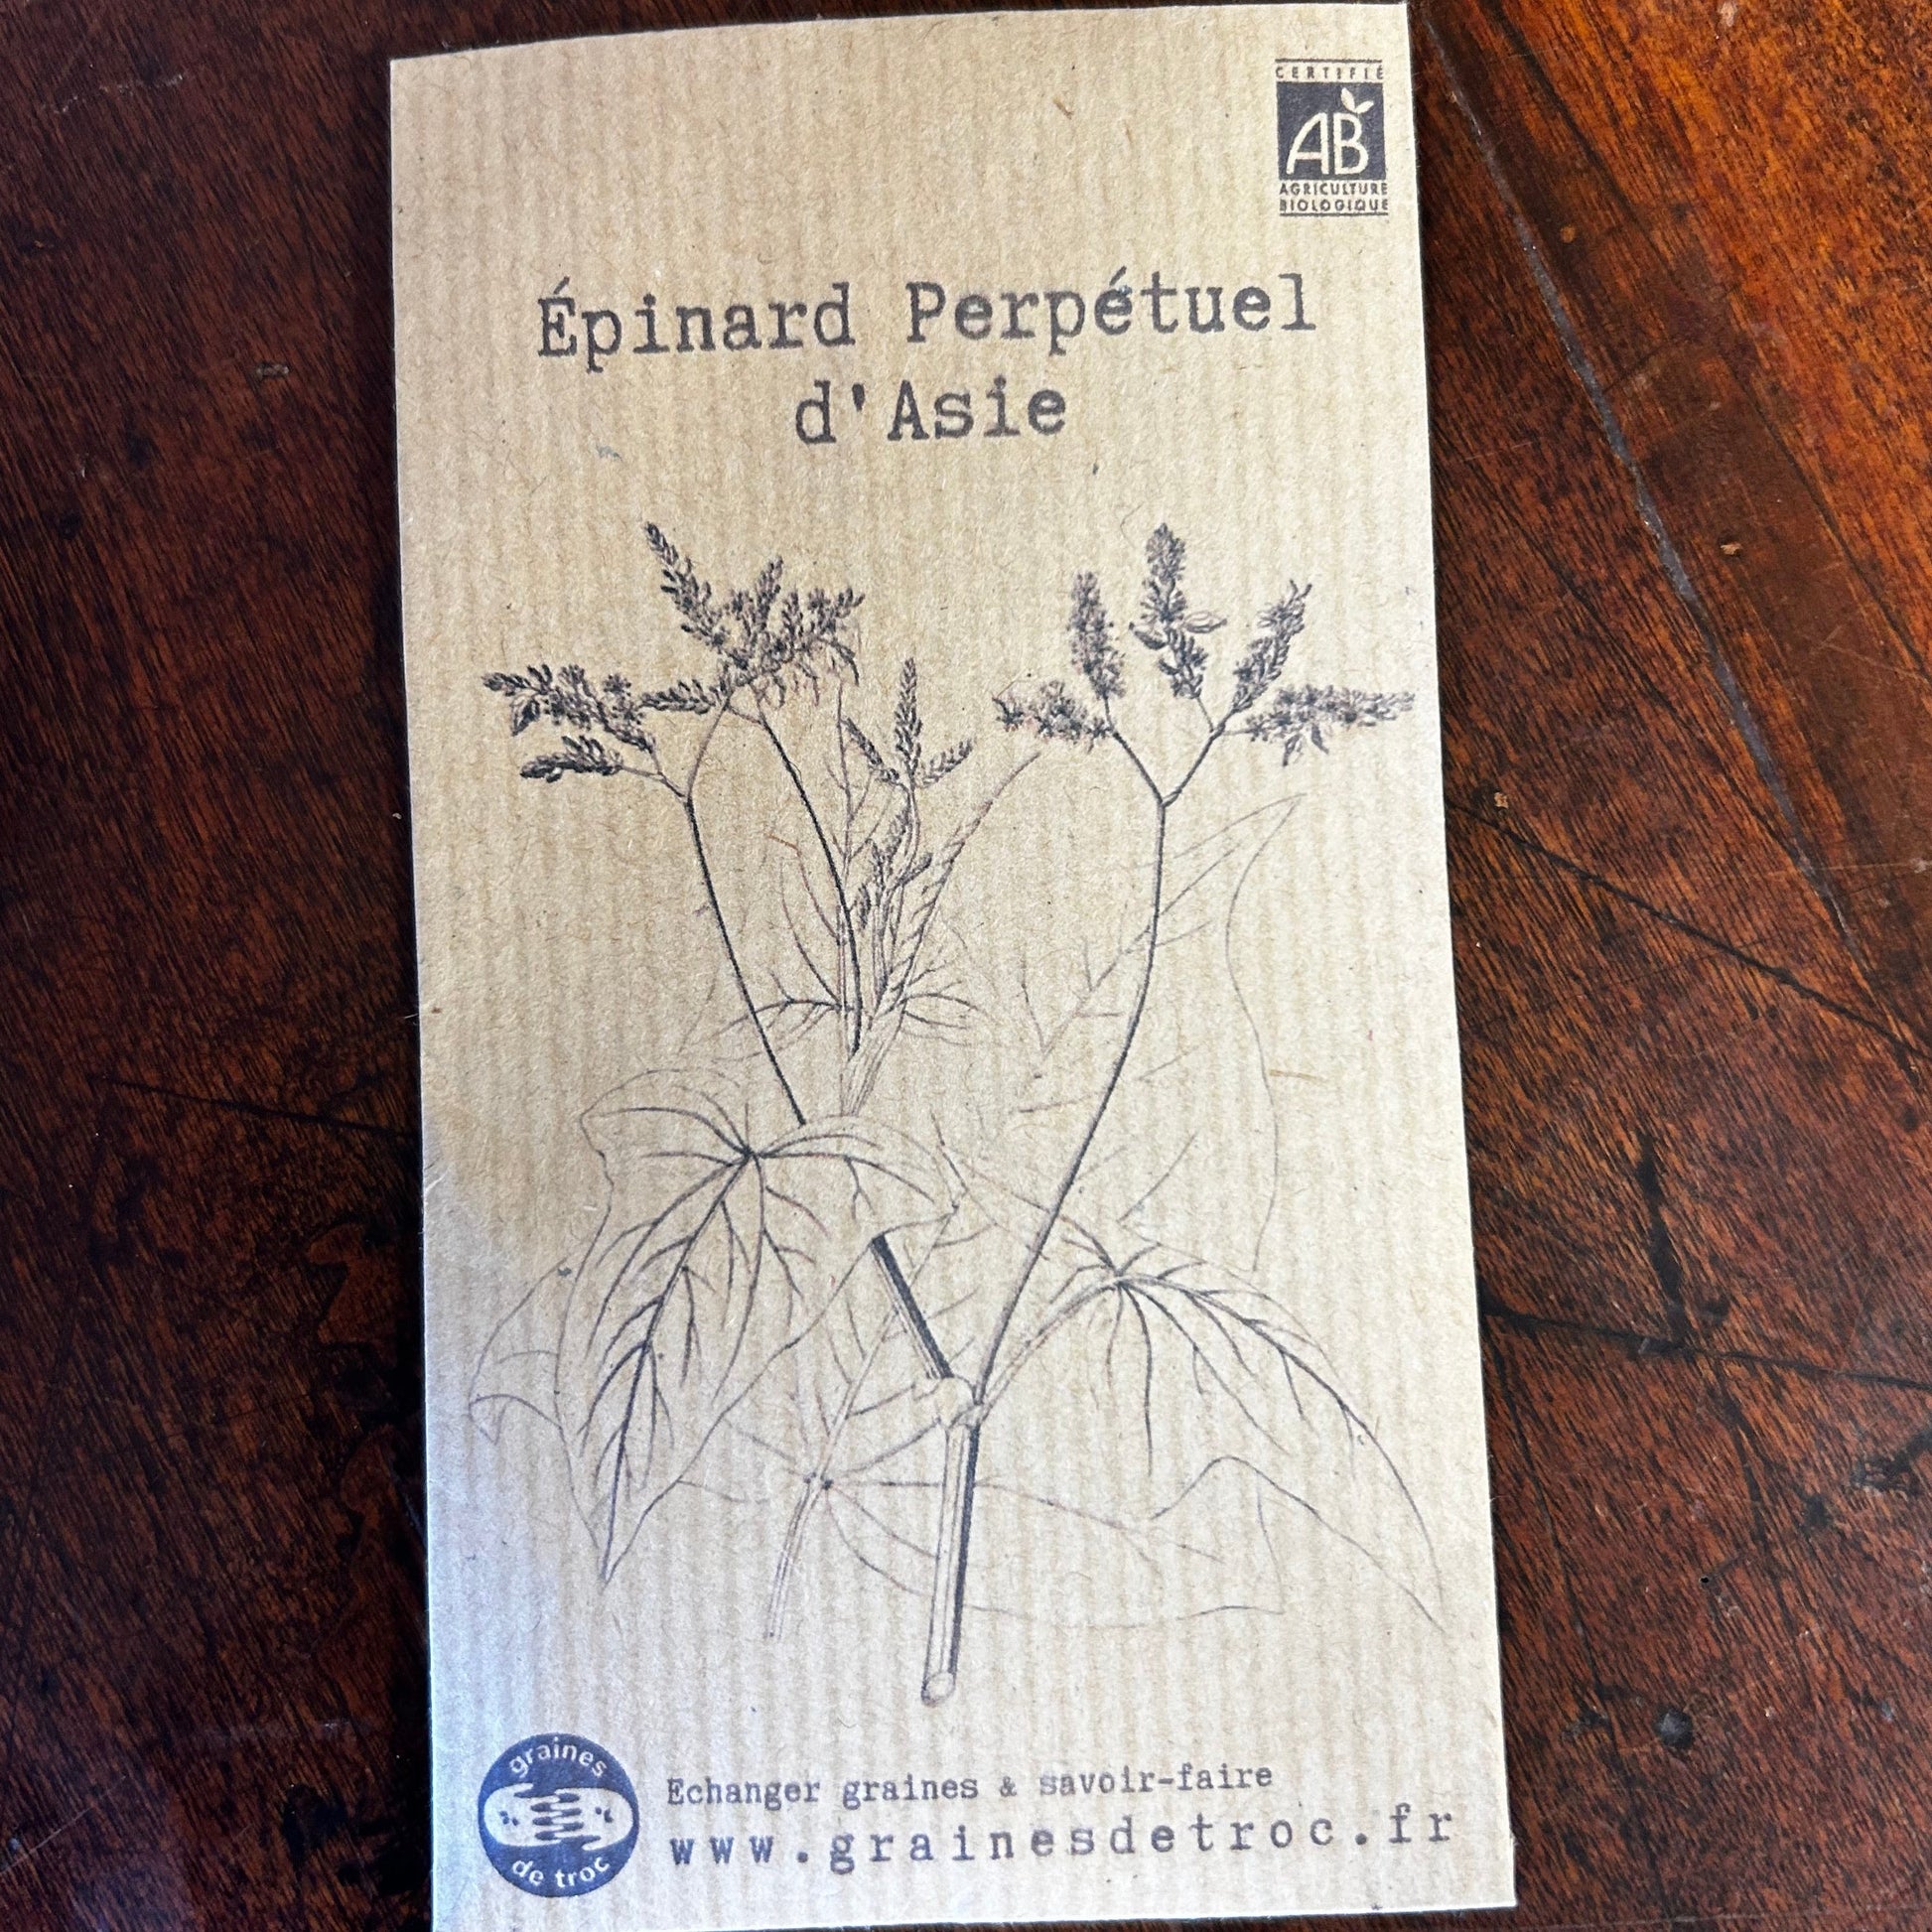 CERTIFIÉ
AB
AGRICULTURE
BIOLOGIQUE
Épinard Perpétuel
d'Asie
graines
de troc
Echanger graines & savoir-faire
www.grainesdetroc.fr